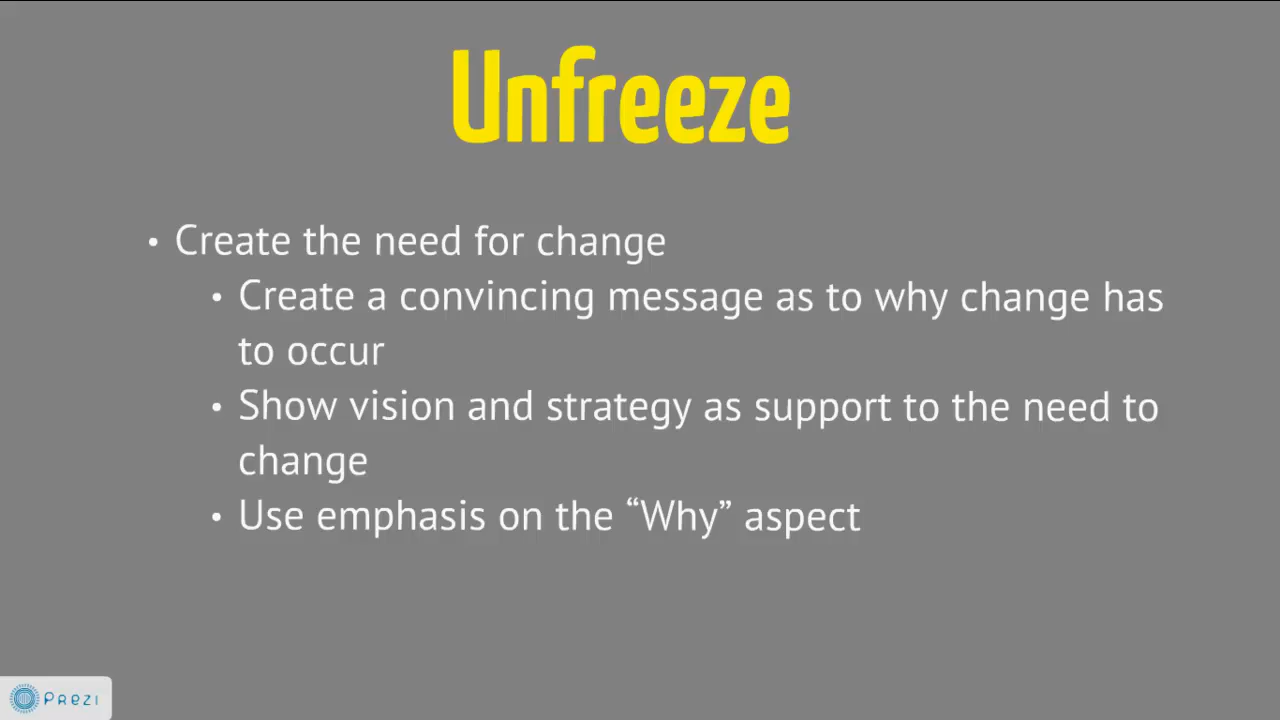 Unfreeze
• Create the need for change
• Create a convincing message as to why change has
to occur
• Show vision and strategy as support to the need to
change
• Use emphasis on the “Why” aspect
Prezi